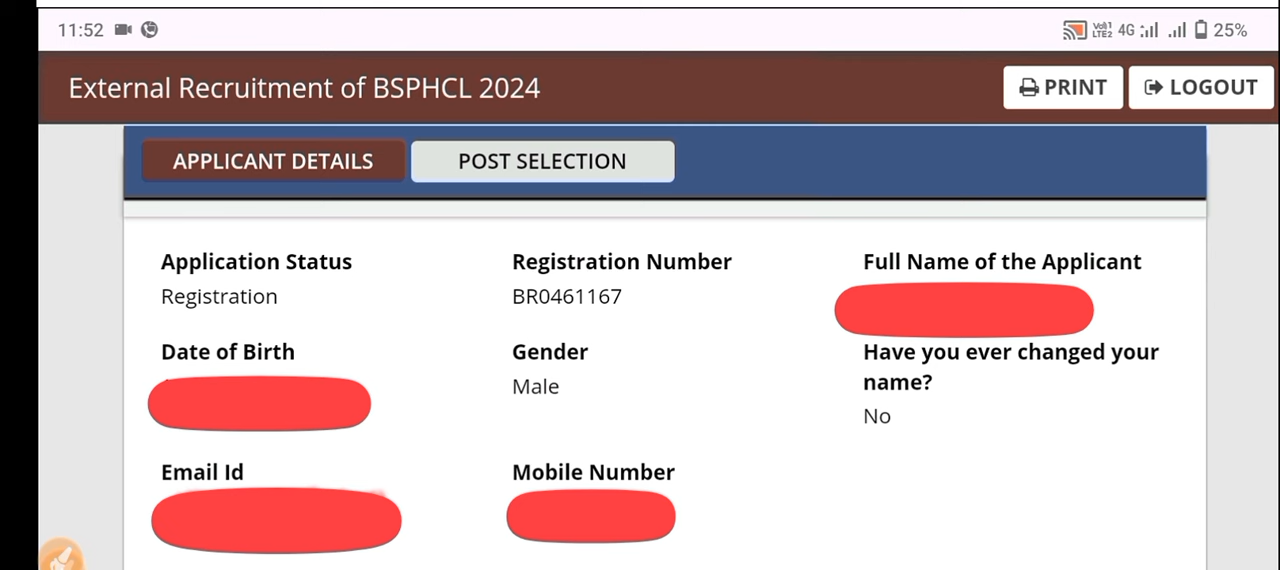 11:52 Vo1 LTE2 4G 25%
External Recruitment of BSPHCL 2024 PRINT LOGOUT
APPLICANT DETAILS POST SELECTION
Application Status Registration Number Full Name of the Applicant
Registration BR0461167
Date of Birth Gender Have you ever changed your
name?
Male
No
Email Id Mobile Number